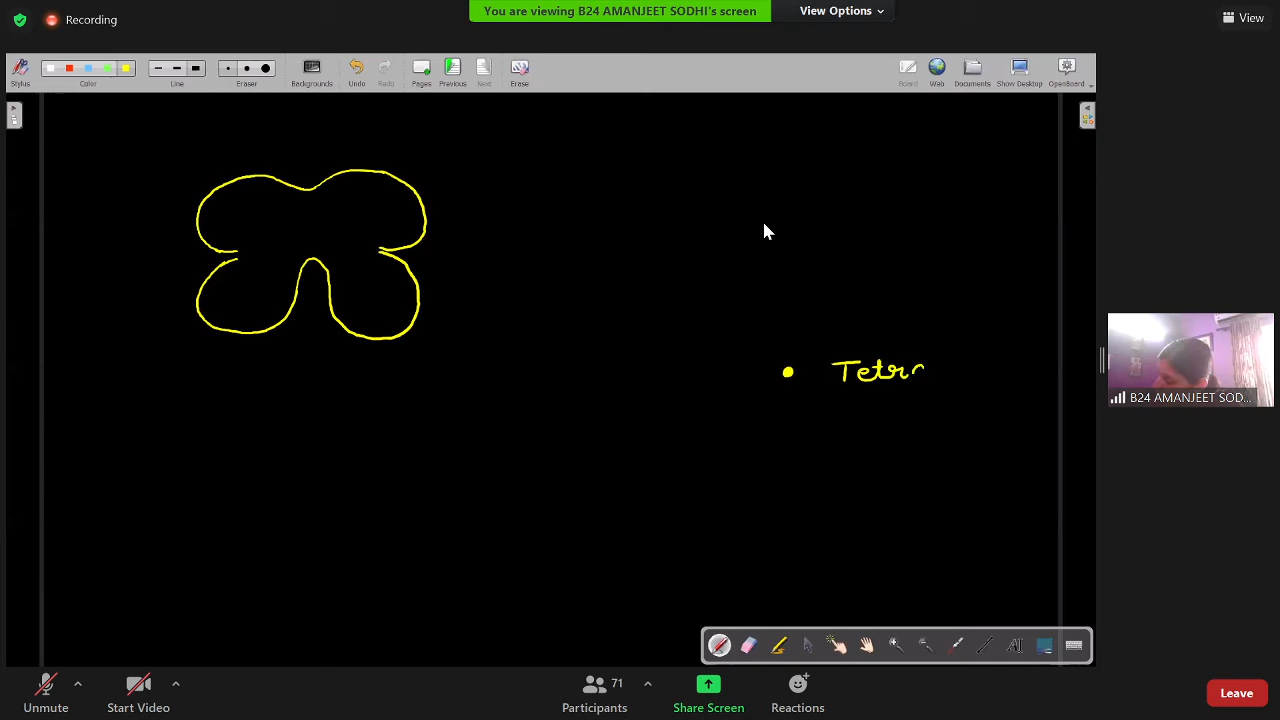 Recording
You are viewing B24 AMANJEET SODHI's screen
View Options
View
Stylus
Color
Line
Eraser
Backgrounds
Undo
Redo
Pages
Previous
Next
Erase
Board
Web
Documents
Show Desktop
OpenBoard
• Tetra
B24 AMANJEET SOD...
Unmute
Start Video
71
Participants
Share Screen
Reactions
Leave